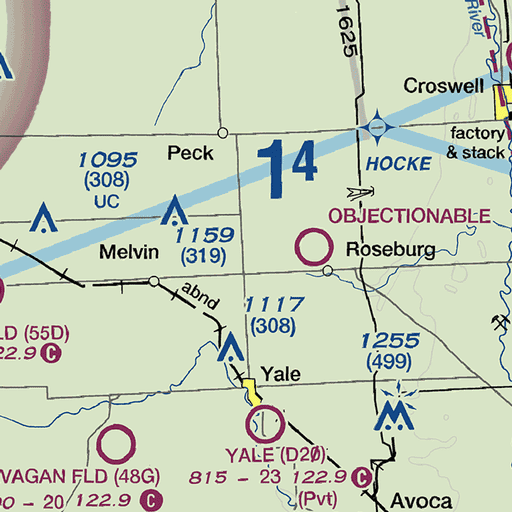 1625
River
Croswell
factory
& stack
Peck
1095
(308)
UC
14
HOCKE
OBJECTIONABLE
Roseburg
1159
(319)
Melvin
abnd
1117
(308)
LD (55D)
22.9 C
1255
(499)
Yale
YALE (D20)
815 - 23 122.9 C
(Pvt)
VAGAN FLD (48G)
00 - 20 122.9 C
Avoca